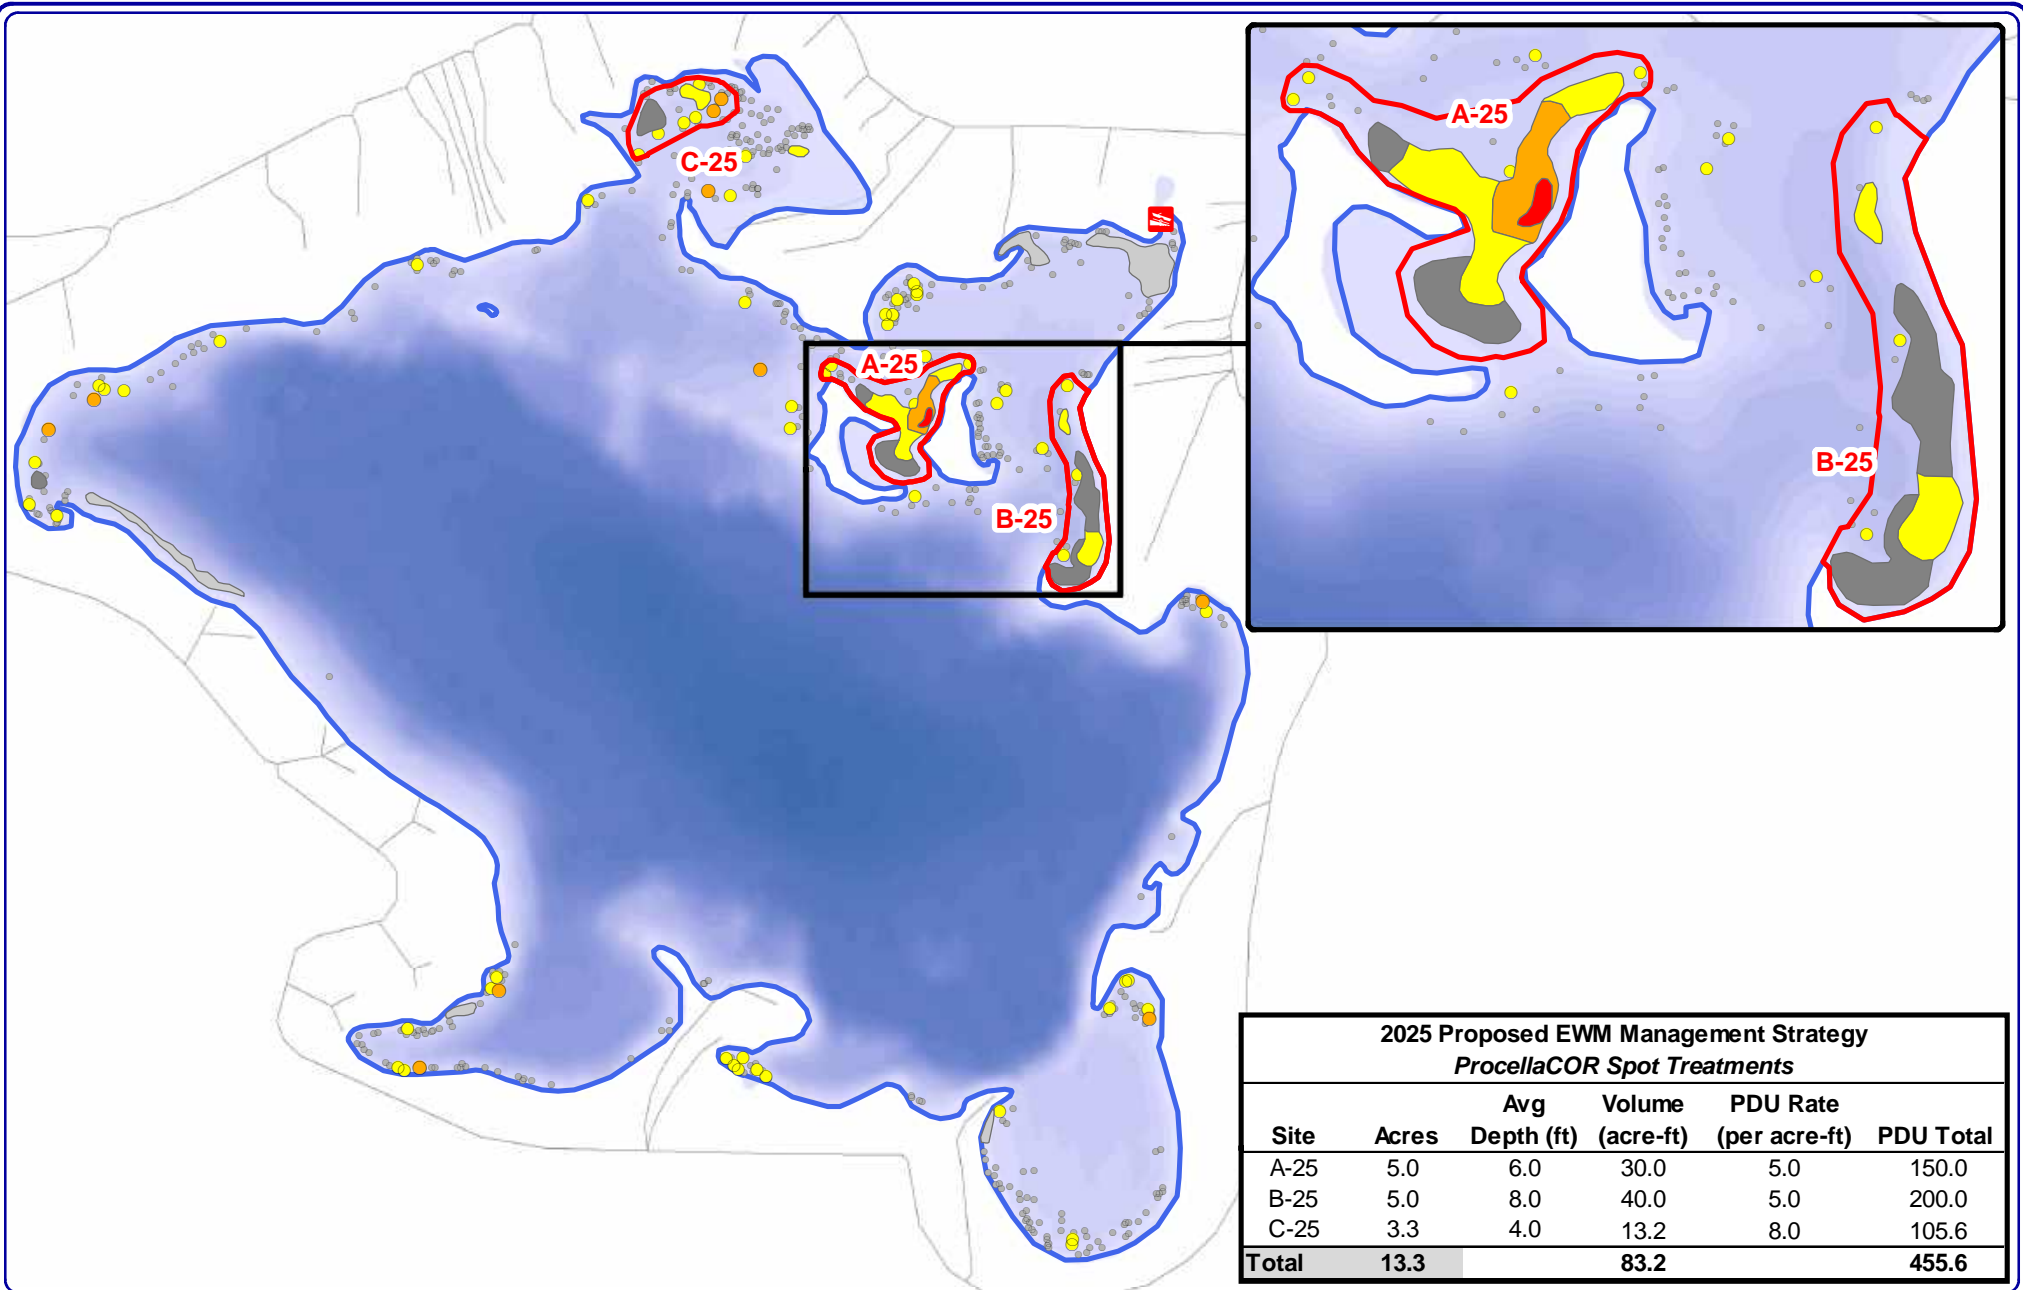 C-25
A-25
B-25
A-25
B-25
2025 Proposed EWM Management Strategy
ProcellaCOR Spot Treatments
Site Acres Avg Depth (ft) Volume (acre-ft) PDU Rate (per acre-ft) PDU Total
A-25 5.0 6.0 30.0 5.0 150.0
B-25 5.0 8.0 40.0 5.0 200.0
C-25 3.3 4.0 13.2 8.0 105.6
Total 13.3 83.2 455.6